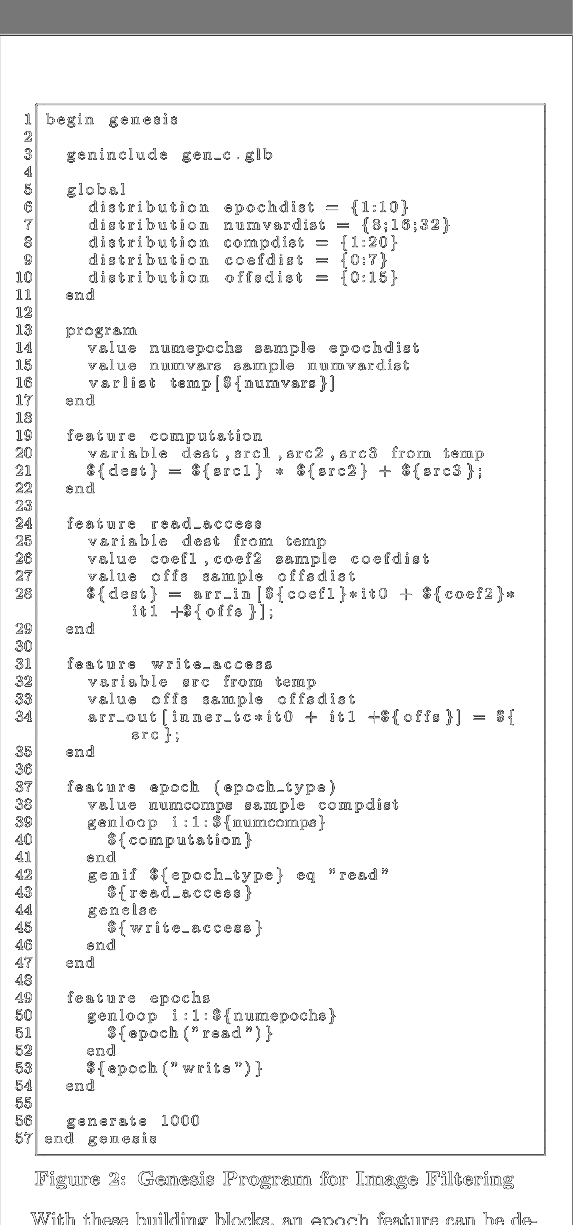 1 begin genesis
2
3 geninclude gen_c.glb
4
5 global
6 distribution epochdist = {1:10}
7 distribution numvardist = {8;16;32}
8 distribution compdist = {1:20}
9 distribution coefdist = {0:7}
10 distribution offsdist = {0:15}
11 end
12
13 program
14 value numepochs sample epochdist
15 value numvars sample numvardist
16 varlist temp[${numvars}]
17 end
18
19 feature computation
20 variable dest,src1,src2,src3 from temp
21 ${dest} = ${src1} * ${src2} + ${src3};
22 end
23
24 feature read_access
25 variable dest from temp
26 value coef1,coef2 sample coefdist
27 value offs sample offsdist
28 ${dest} = arr_in[${coef1}*it0 + ${coef2}*
it1 +${offs}];
29 end
30
31 feature write_access
32 variable src from temp
33 value offs sample offsdist
34 arr_out[inner_tc*it0 + it1 +${offs}] = ${
src};
35 end
36
37 feature epoch (epoch_type)
38 value numcomps sample compdist
39 genloop i:1:${numcomps}
40 ${computation}
41 end
42 genif ${epoch_type} eq "read"
43 ${read_access}
44 genelse
45 ${write_access}
46 end
47 end
48
49 feature epochs
50 genloop i:1:${numepochs}
51 ${epoch("read")}
52 end
53 ${epoch("write")}
54 end
55
56 generate 1000
57 end genesis
Figure 2: Genesis Program for Image Filtering
With these building blocks, an epoch feature can be de-